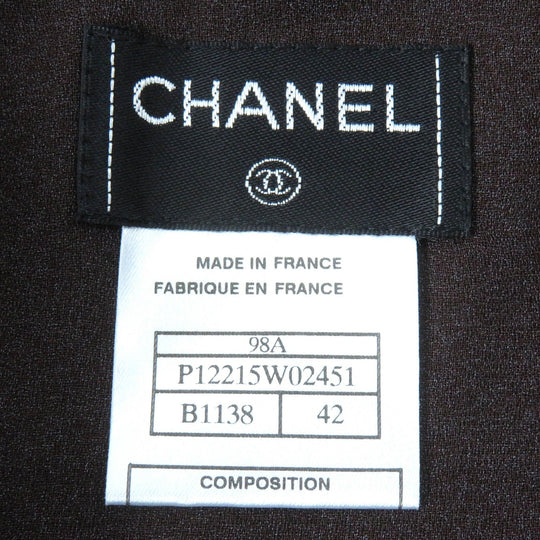 CHANEL
MADE IN FRANCE
FABRIQUE EN FRANCE
98A
P12215W02451
B1138 42
COMPOSITION